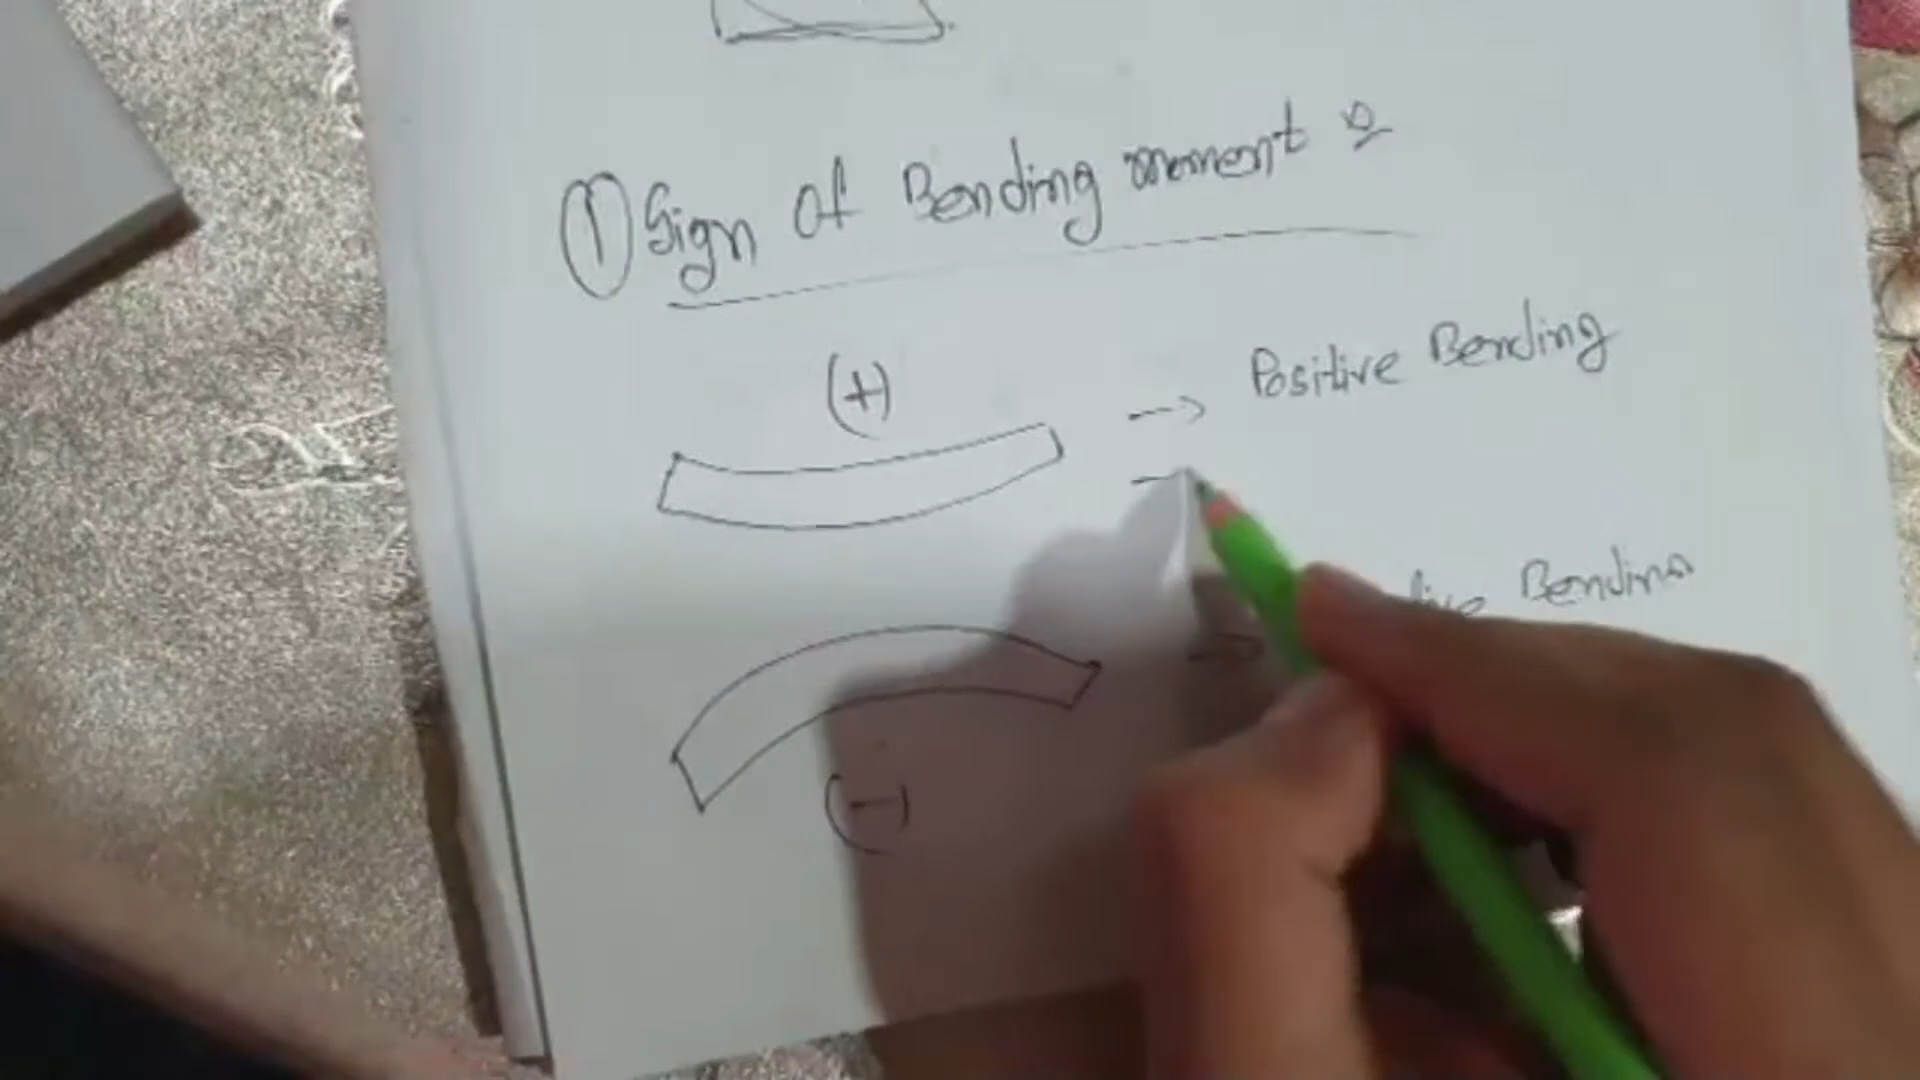 ① Sign of Bending moment :
(+)
→ Positive Bending
Bending
(-)